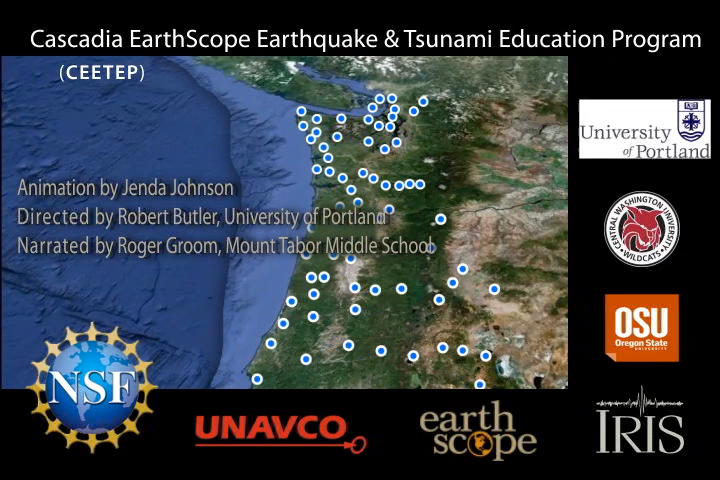 Cascadia EarthScope Earthquake & Tsunami Education Program
(CEETEP)
Animation by Jenda Johnson
Directed by Robert Butler, University of Portland
Narrated by Roger Groom, Mount Tabor Middle School
University
of Portland
CENTRAL WASHINGTON UNIVERSITY
• WILDCATS •
OSU
Oregon State
UNIVERSITY
NSF
UNAVCO
earth
scope
IRIS